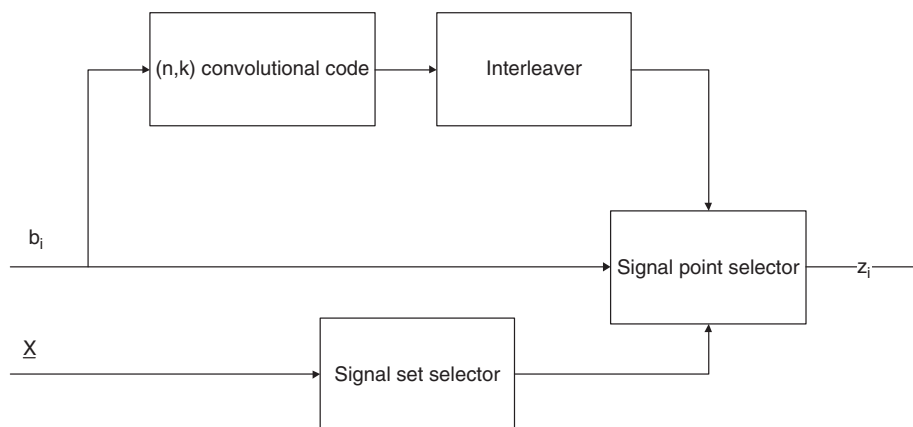 (n,k) convolutional code
Interleaver
b_i
Signal point selector
z_i
X
Signal set selector